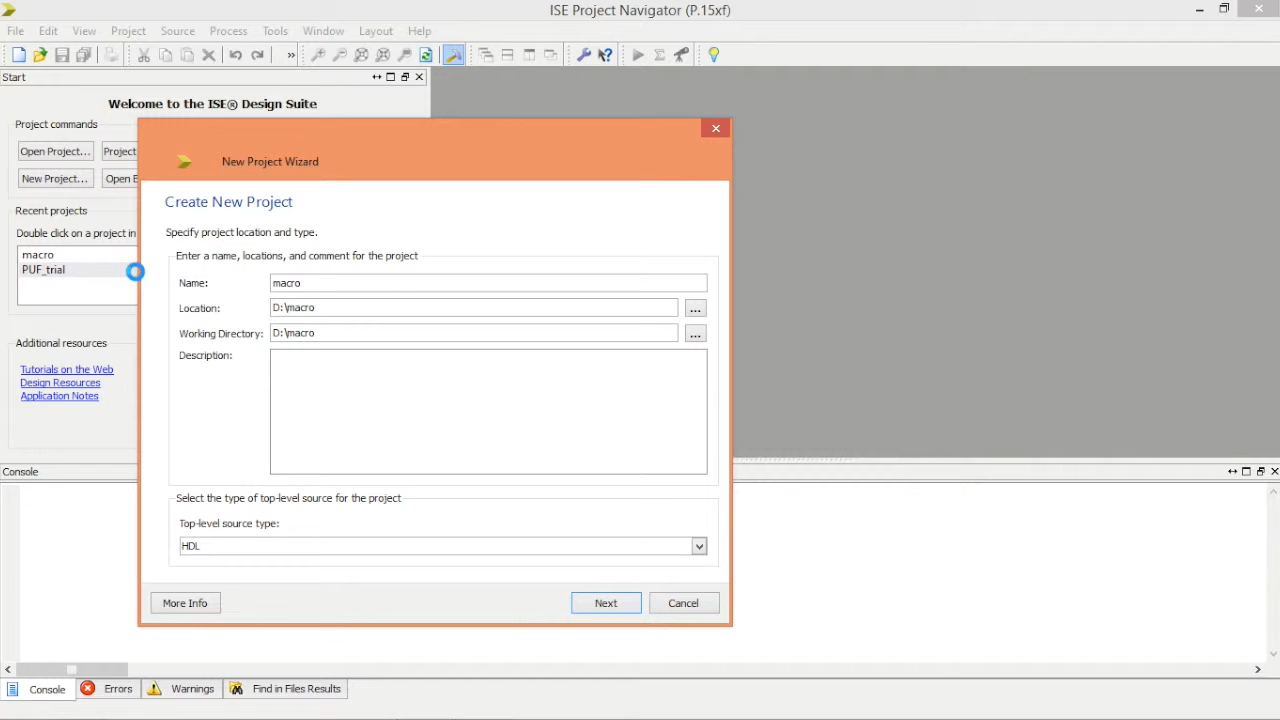 ISE Project Navigator (P.15xf)
File Edit View Project Source Process Tools Window Layout Help
»
Start
Welcome to the ISE® Design Suite
Project commands
Open Project... Project
New Project... Open E
Recent projects
Double click on a project in
macro
PUF_trial
Additional resources
Tutorials on the Web
Design Resources
Application Notes
New Project Wizard
Create New Project
Specify project location and type.
Enter a name, locations, and comment for the project
Name: macro
Location: D:\macro ...
Working Directory: D:\macro ...
Description:
Select the type of top-level source for the project
Top-level source type:
HDL
More Info Next Cancel
Console
Console Errors Warnings Find in Files Results